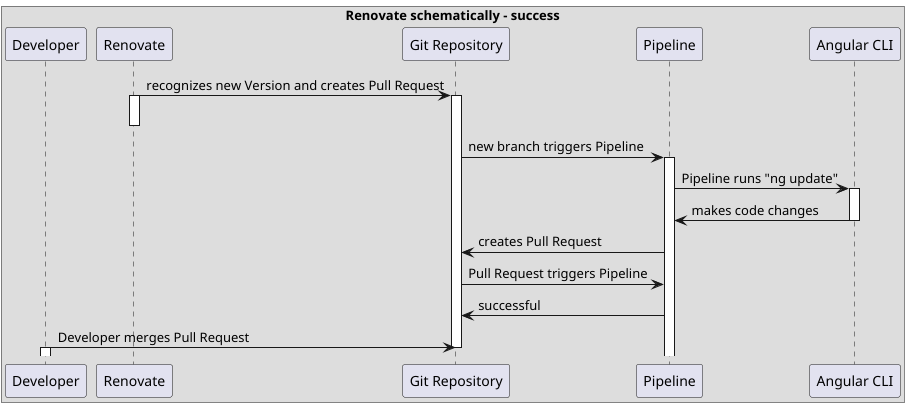 Renovate schematically - success
Developer
Renovate
Git Repository
Pipeline
Angular CLI
recognizes new Version and creates Pull Request
new branch triggers Pipeline
Pipeline runs "ng update"
makes code changes
creates Pull Request
Pull Request triggers Pipeline
successful
Developer merges Pull Request
Developer
Renovate
Git Repository
Pipeline
Angular CLI